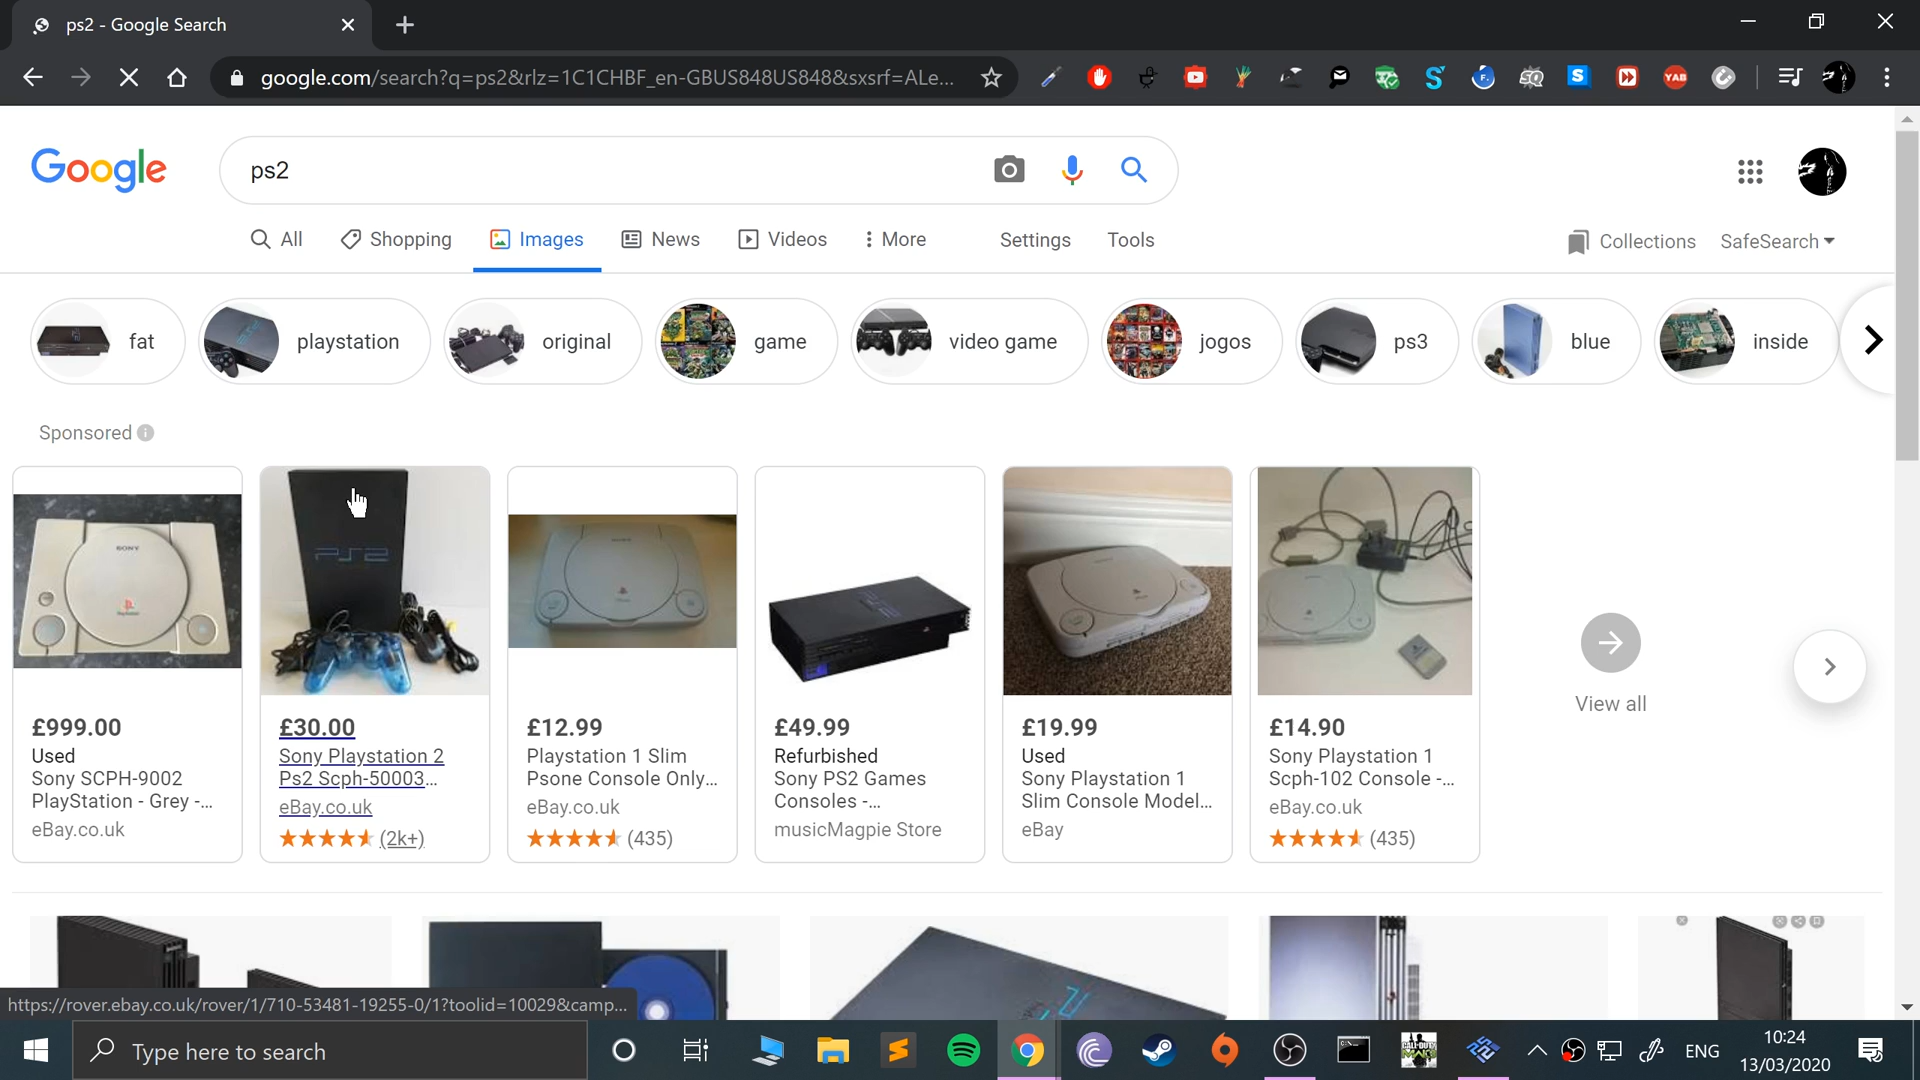 ps2 - Google Search
google.com/search?q=ps2&rlz=1C1CHBF_en-GBUS848US848&sxsrf=ALe...
Google
ps2
All
Shopping
Images
News
Videos
More
Settings
Tools
Collections
SafeSearch
fat
playstation
original
game
video game
jogos
ps3
blue
inside
Sponsored
£999.00
Used
Sony SCPH-9002
PlayStation - Grey -...
eBay.co.uk
£30.00
Sony Playstation 2
Ps2 Scph-50003...
eBay.co.uk
(2k+)
£12.99
Playstation 1 Slim
Psone Console Only...
eBay.co.uk
(435)
£49.99
Refurbished
Sony PS2 Games
Consoles -...
musicMagpie Store
£19.99
Used
Sony Playstation 1
Slim Console Model...
eBay
£14.90
Sony Playstation 1
Scph-102 Console -...
eBay.co.uk
(435)
View all
SONY
PS2
https://rover.ebay.co.uk/rover/1/710-53481-19255-0/1?toolid=10029&camp...
Type here to search
ENG
10:24
13/03/2020